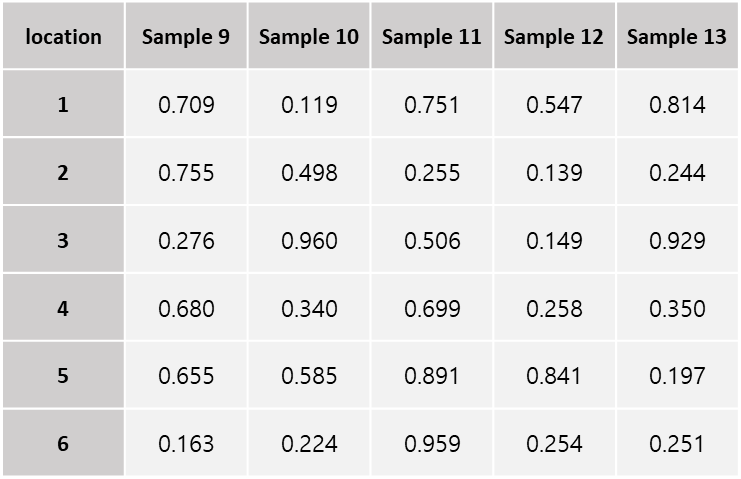 location Sample 9 Sample 10 Sample 11 Sample 12 Sample 13
1 0.709 0.119 0.751 0.547 0.814
2 0.755 0.498 0.255 0.139 0.244
3 0.276 0.960 0.506 0.149 0.929
4 0.680 0.340 0.699 0.258 0.350
5 0.655 0.585 0.891 0.841 0.197
6 0.163 0.224 0.959 0.254 0.251